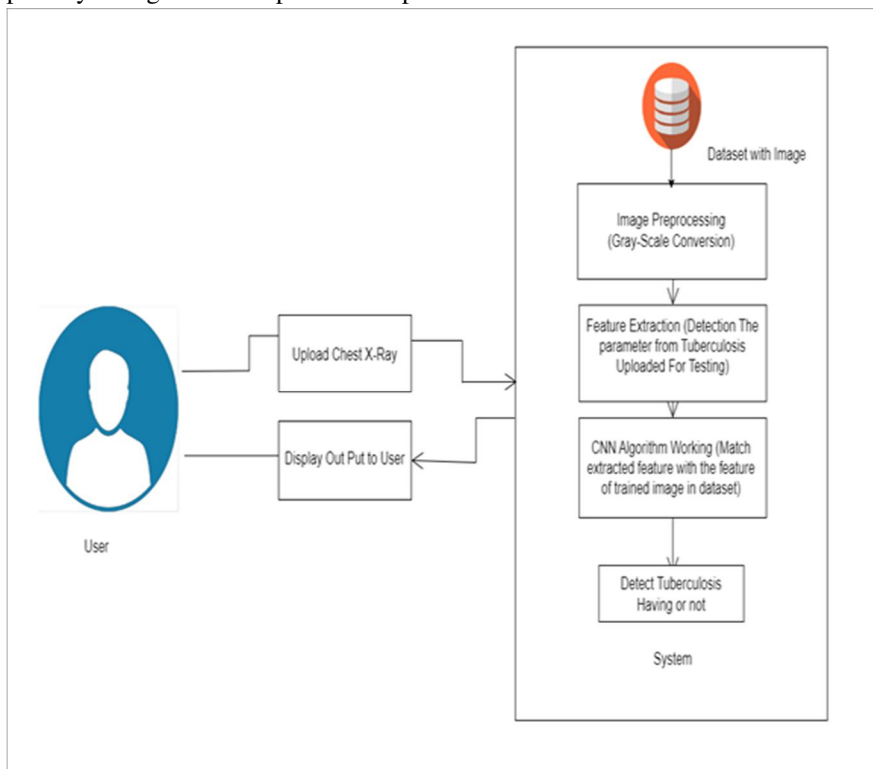 Dataset with Image
Image Preprocessing
(Gray-Scale Conversion)
Feature Extraction (Detection The
parameter from Tuberculosis
Uploaded For Testing)
Upload Chest X-Ray
CNN Algorithm Working (Match
extracted feature with the feature
of trained image in dataset)
Display Out Put to User
User
Detect Tuberculosis
Having or not
System